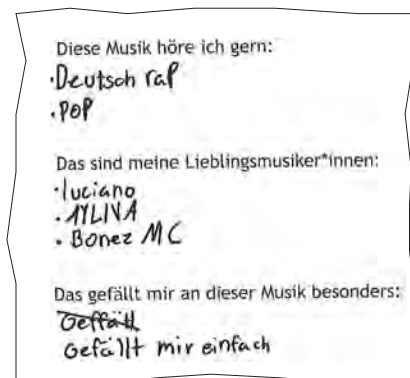 Diese Musik höre ich gern:
·Deutsch rap
·POP
Das sind meine Lieblingsmusiker*innen:
·luciano
·AYLIVA
·Bonez MC
Das gefällt mir an dieser Musik besonders:
Geffällt
Gefällt mir einfach